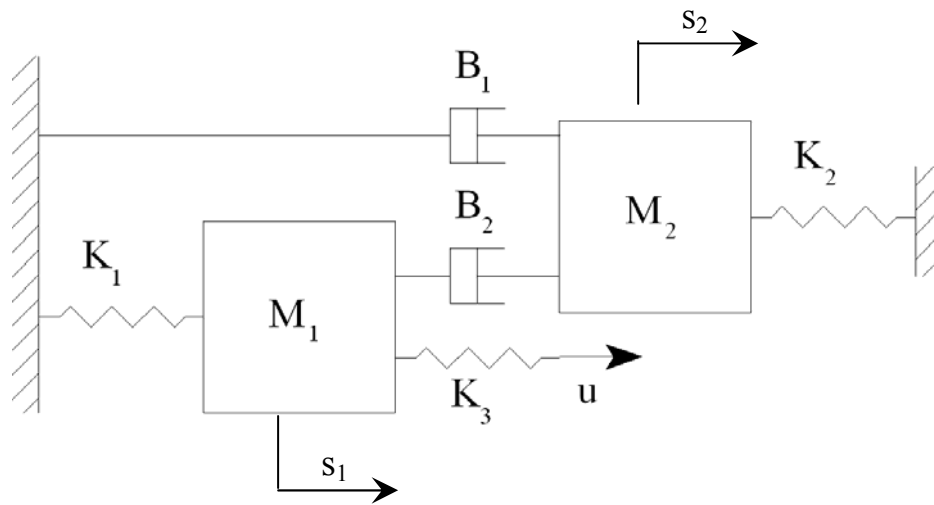 s₂
B₁
K₂
M₂
B₂
K₁
M₁
K₃
u
s₁